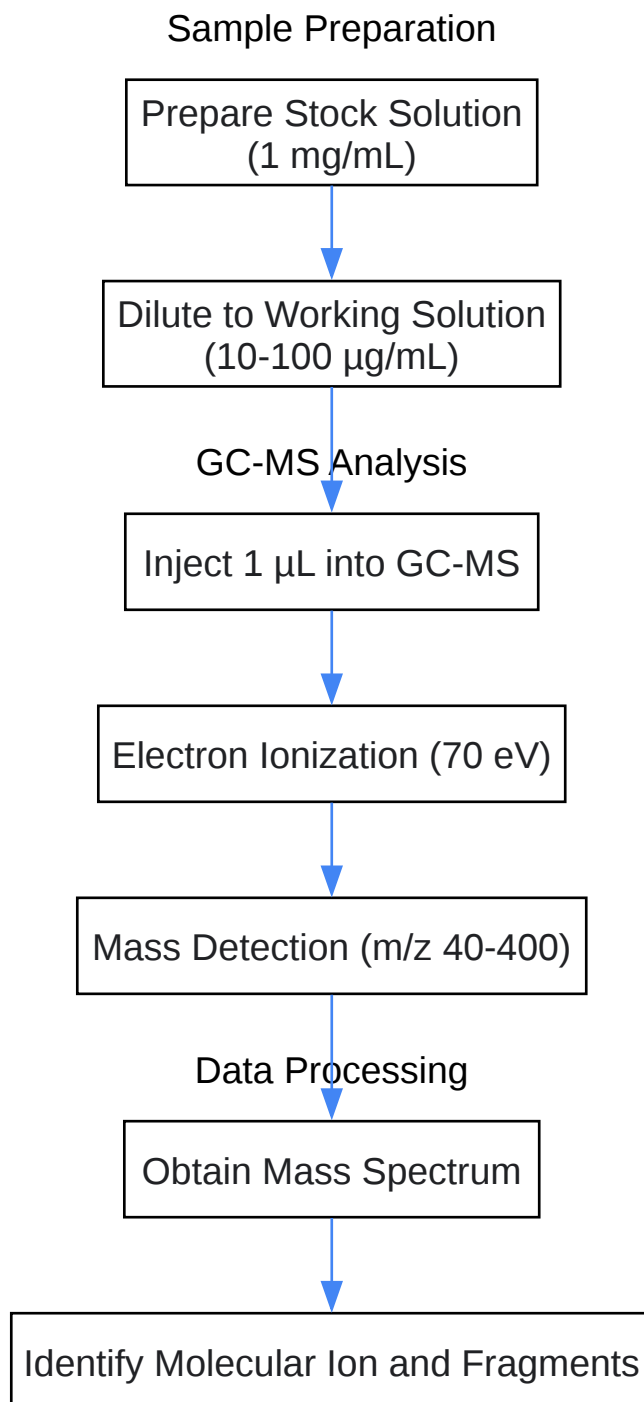 Sample Preparation
Prepare Stock Solution
(1 mg/mL)
Dilute to Working Solution
(10-100 µg/mL)
GC-MS Analysis
Inject 1 µL into GC-MS
Electron Ionization (70 eV)
Mass Detection (m/z 40-400)
Data Processing
Obtain Mass Spectrum
Identify Molecular Ion and Fragments